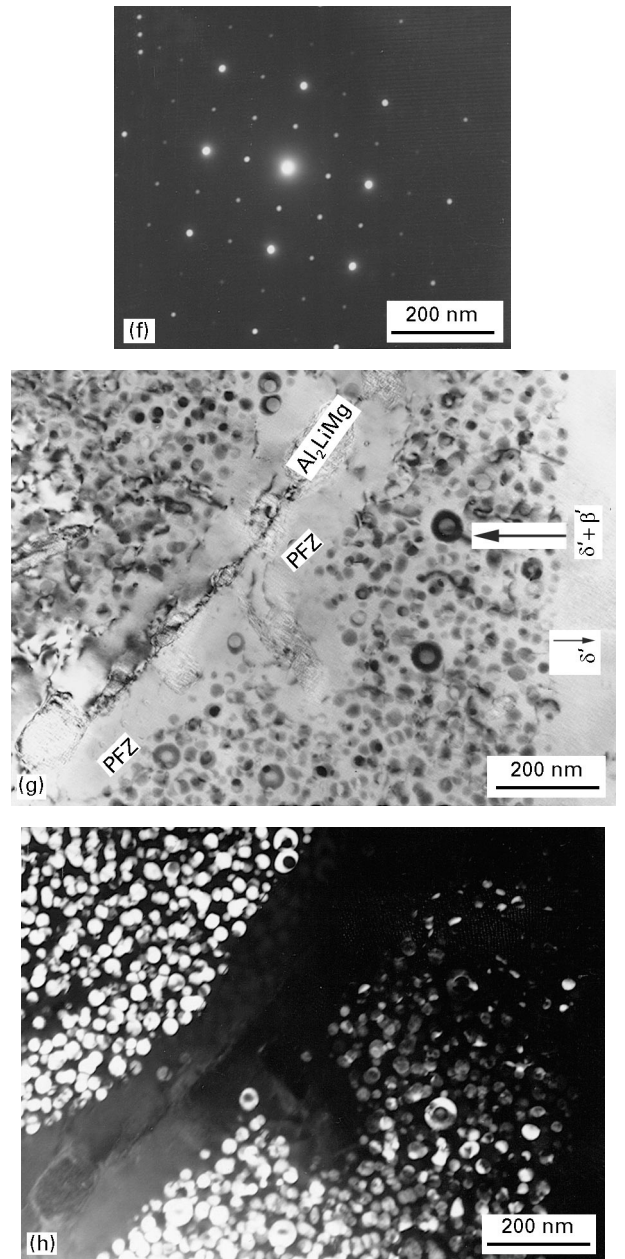 200 nm
(f)
Al₂LiMg
PFZ
δ′ + β′
δ′
PFZ
200 nm
(g)
200 nm
(h)